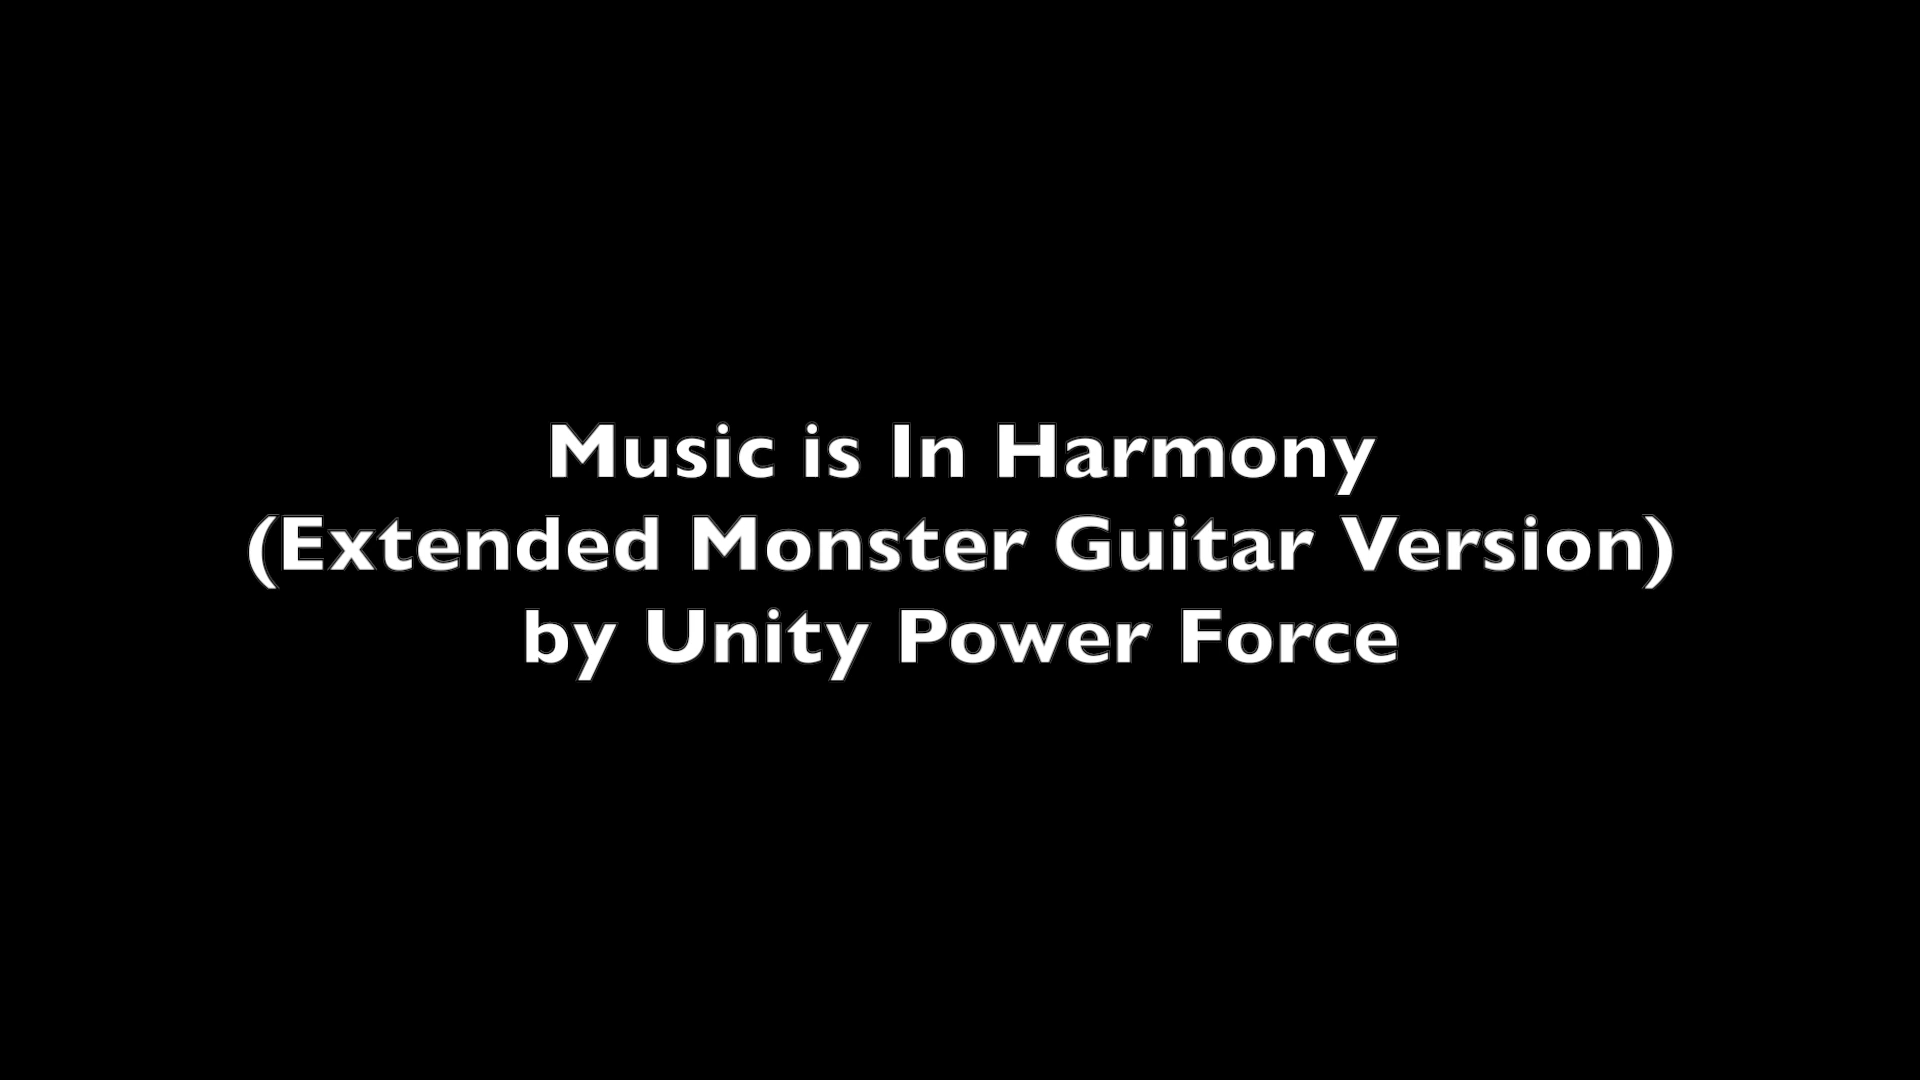 Music is In Harmony
(Extended Monster Guitar Version)
by Unity Power Force